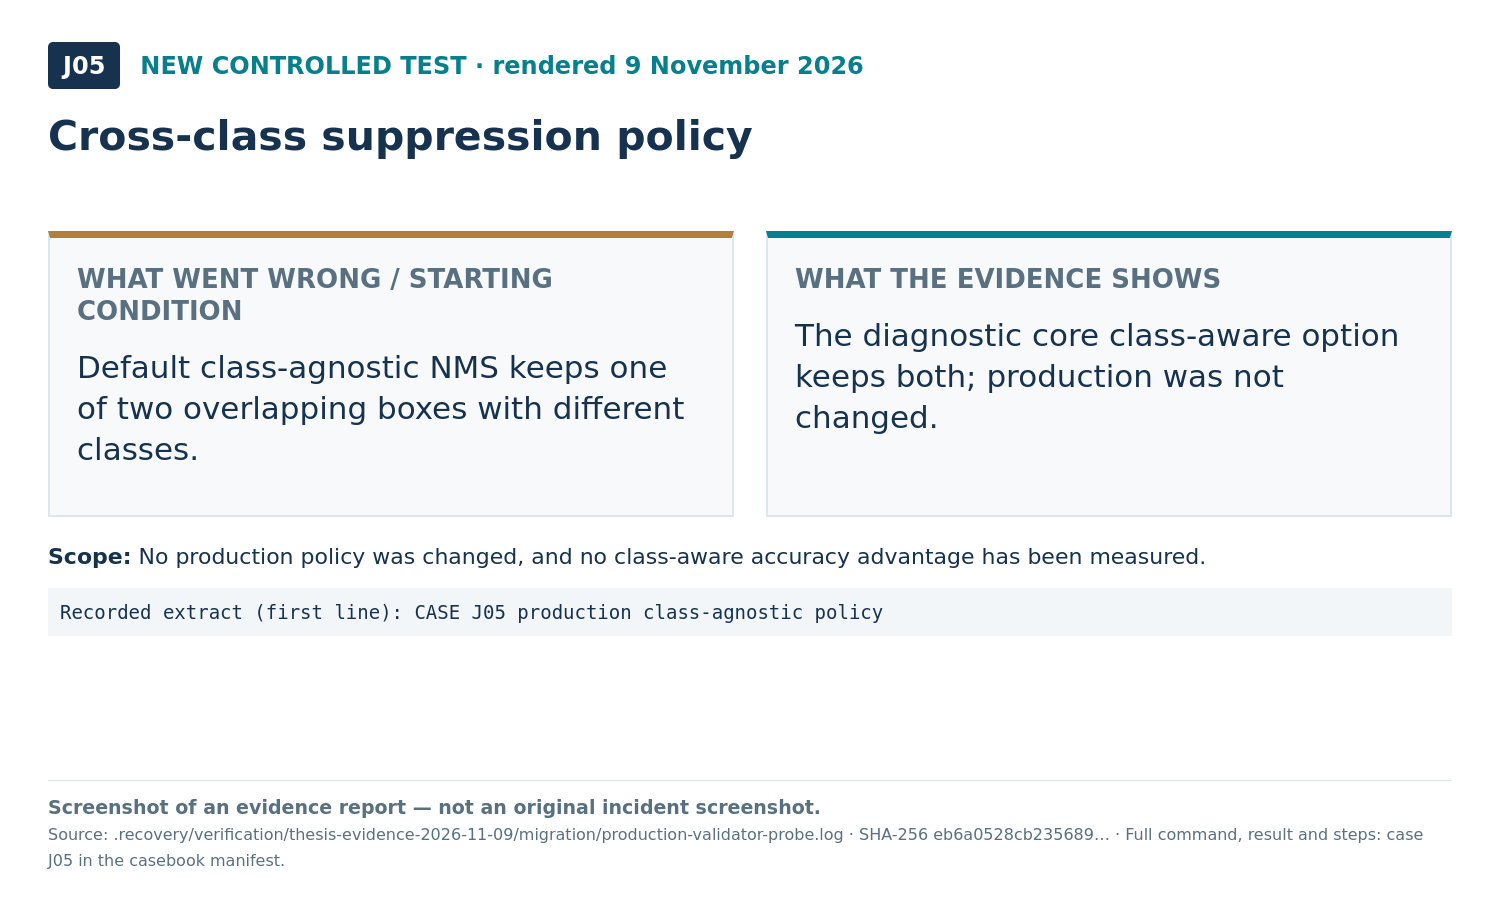 J05 NEW CONTROLLED TEST · rendered 9 November 2026
Cross-class suppression policy
WHAT WENT WRONG / STARTING
CONDITION
Default class-agnostic NMS keeps one
of two overlapping boxes with different
classes.
WHAT THE EVIDENCE SHOWS
The diagnostic core class-aware option
keeps both; production was not
changed.
Scope: No production policy was changed, and no class-aware accuracy advantage has been measured.
Recorded extract (first line): CASE J05 production class-agnostic policy
Screenshot of an evidence report — not an original incident screenshot.
Source: .recovery/verification/thesis-evidence-2026-11-09/migration/production-validator-probe.log · SHA-256 eb6a0528cb235689… · Full command, result and steps: case
J05 in the casebook manifest.